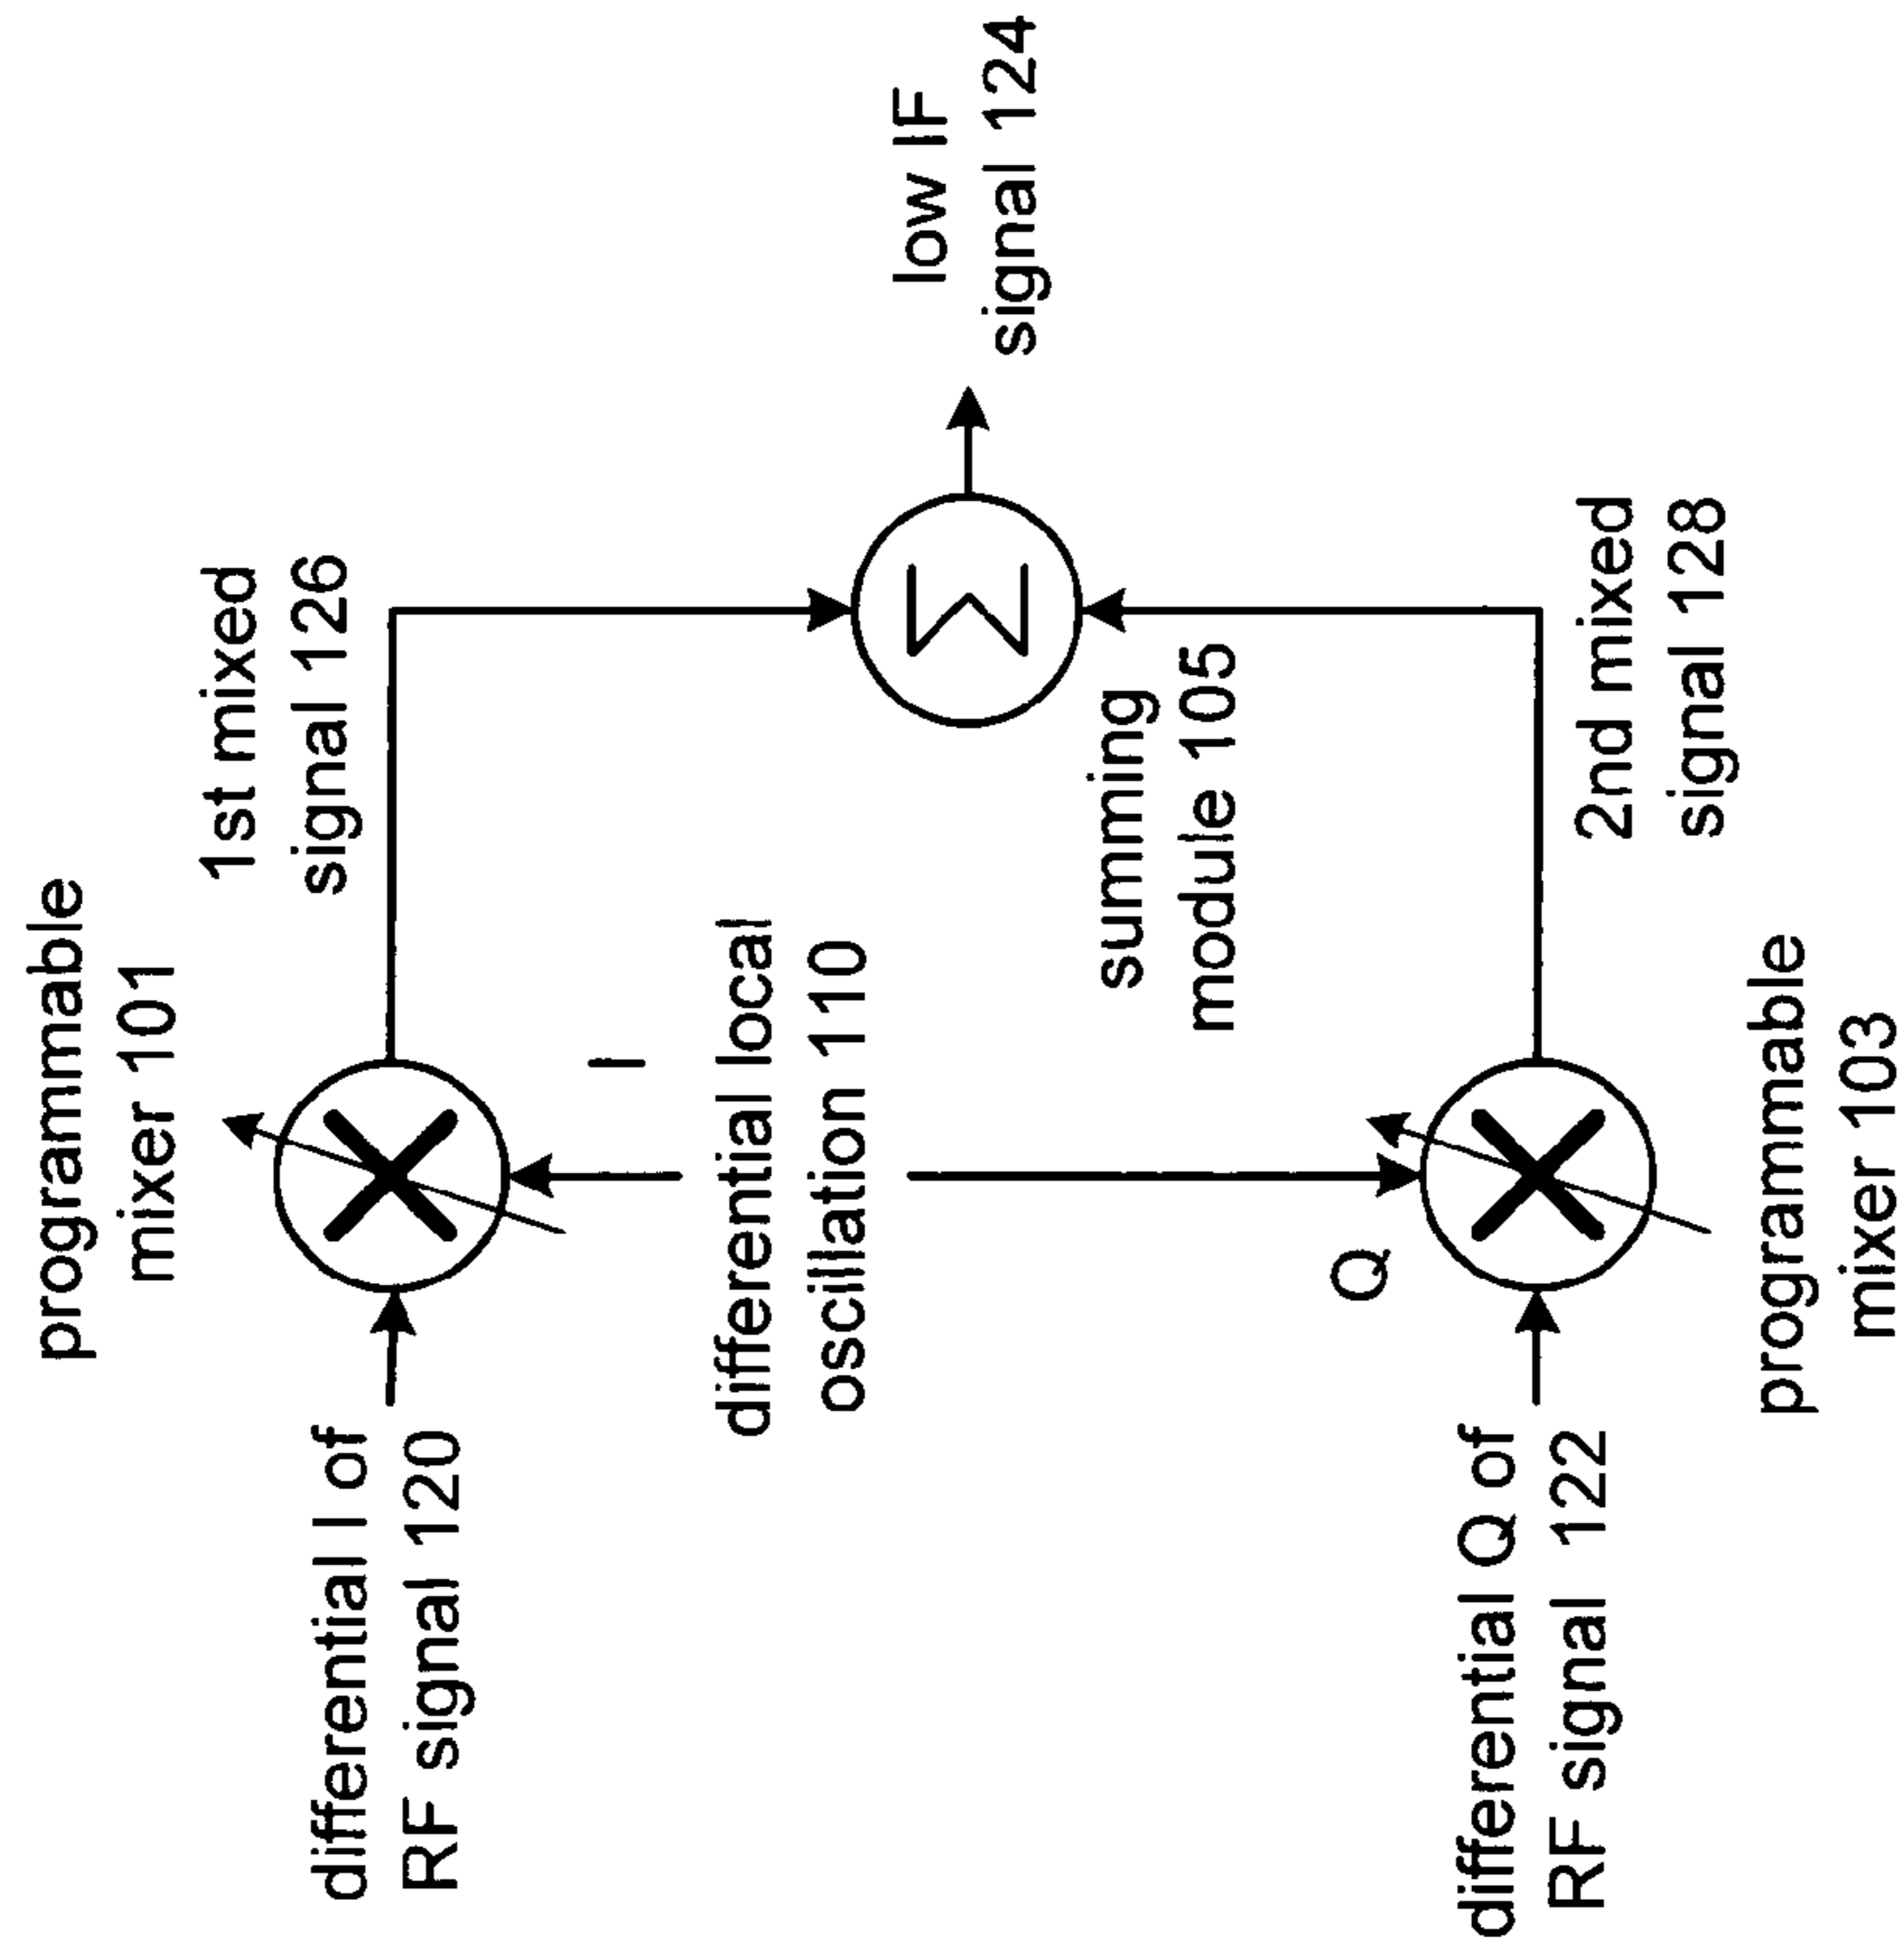 programmable
mixer 101
1st mixed
signal 126
differential I of
RF signal 120
I
differential local
oscillation 110
Σ
low IF
signal 124
summing
module 105
Q
differential Q of
RF signal 122
2nd mixed
signal 128
programmable
mixer 103